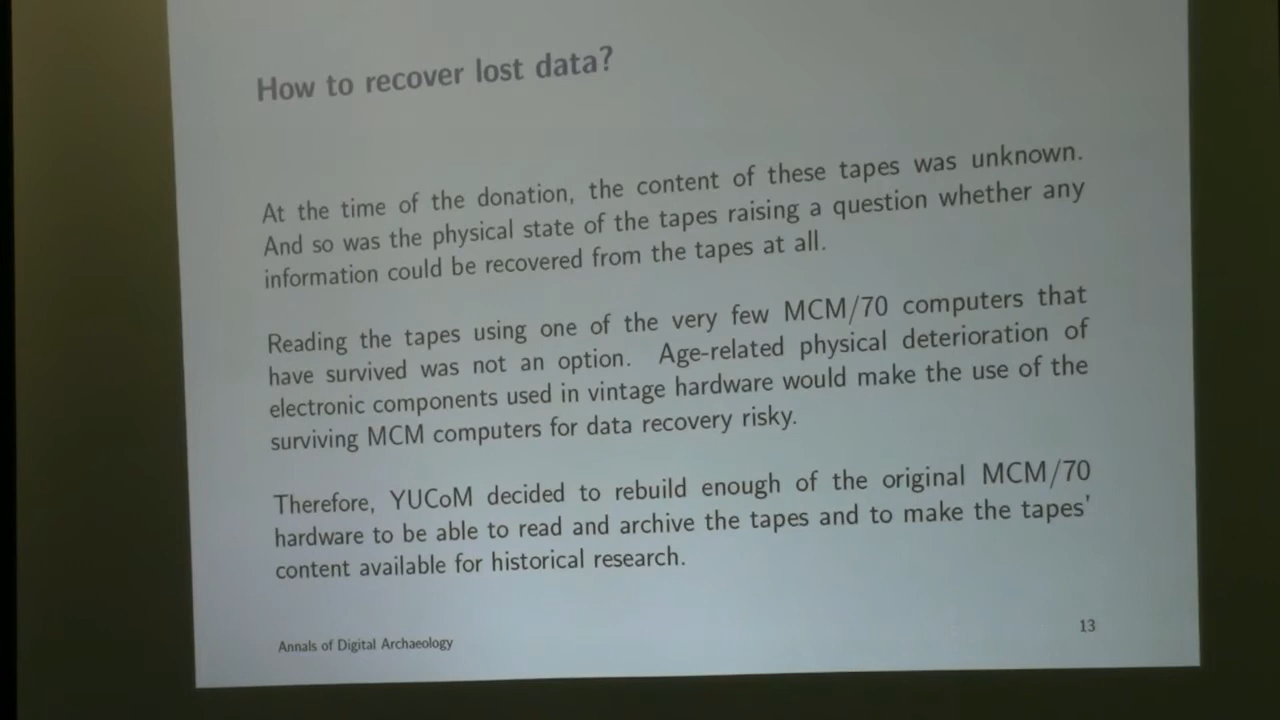 How to recover lost data?
At the time of the donation, the content of these tapes was unknown.
And so was the physical state of the tapes raising a question whether any
information could be recovered from the tapes at all.
Reading the tapes using one of the very few MCM/70 computers that
have survived was not an option. Age-related physical deterioration of
electronic components used in vintage hardware would make the use of the
surviving MCM computers for data recovery risky.
Therefore, YUCoM decided to rebuild enough of the original MCM/70
hardware to be able to read and archive the tapes and to make the tapes'
content available for historical research.
Annals of Digital Archaeology
13